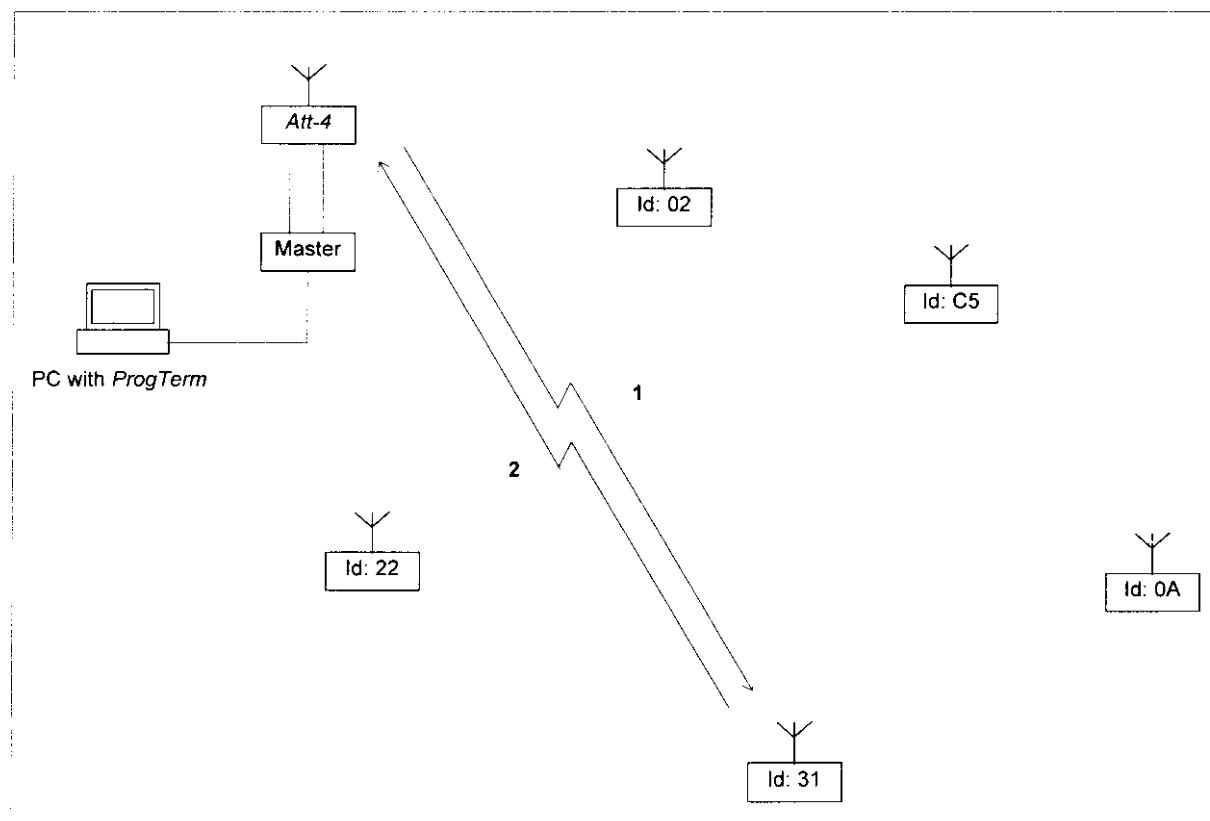 Att-4
Id: 02
Master
Id: C5
PC with ProgTerm
1
2
Id: 22
Id: 0A
Id: 31